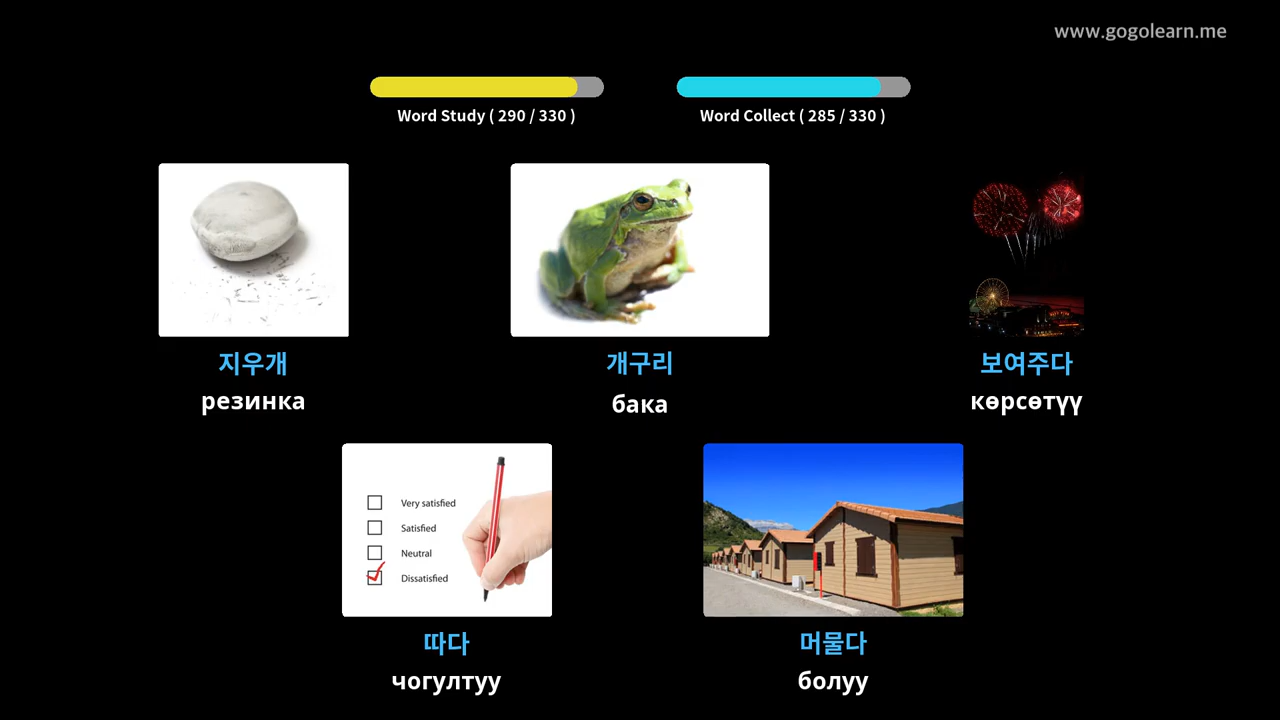 www.gogolearn.me
Word Study ( 290 / 330 )
Word Collect ( 285 / 330 )
지우개
резинка
개구리
бака
보여주다
көрсөтүү
Very satisfied
Satisfied
Neutral
Dissatisfied
따다
чогултуу
머물다
болуу